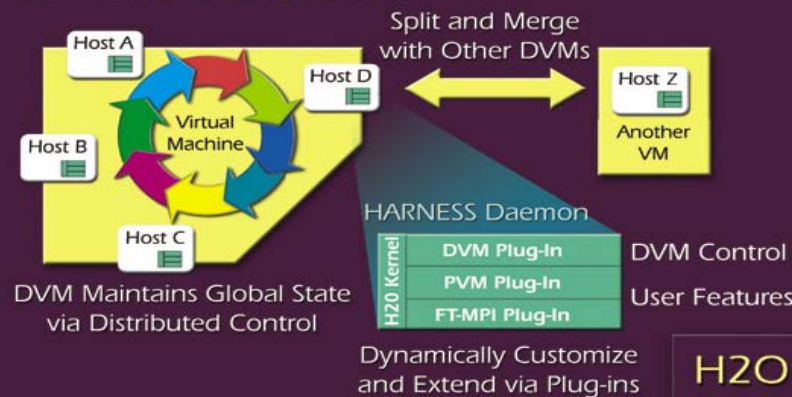 Split and Merge
with Other DVMs
Host A
Host D
Host Z
Virtual
Machine
Another
VM
Host B
HARNESS Daemon
Host C
H20 Kernel
DVM Plug-In
DVM Control
PVM Plug-In
User Features
FT-MPI Plug-In
DVM Maintains Global State
via Distributed Control
Dynamically Customize
and Extend via Plug-ins
H2O